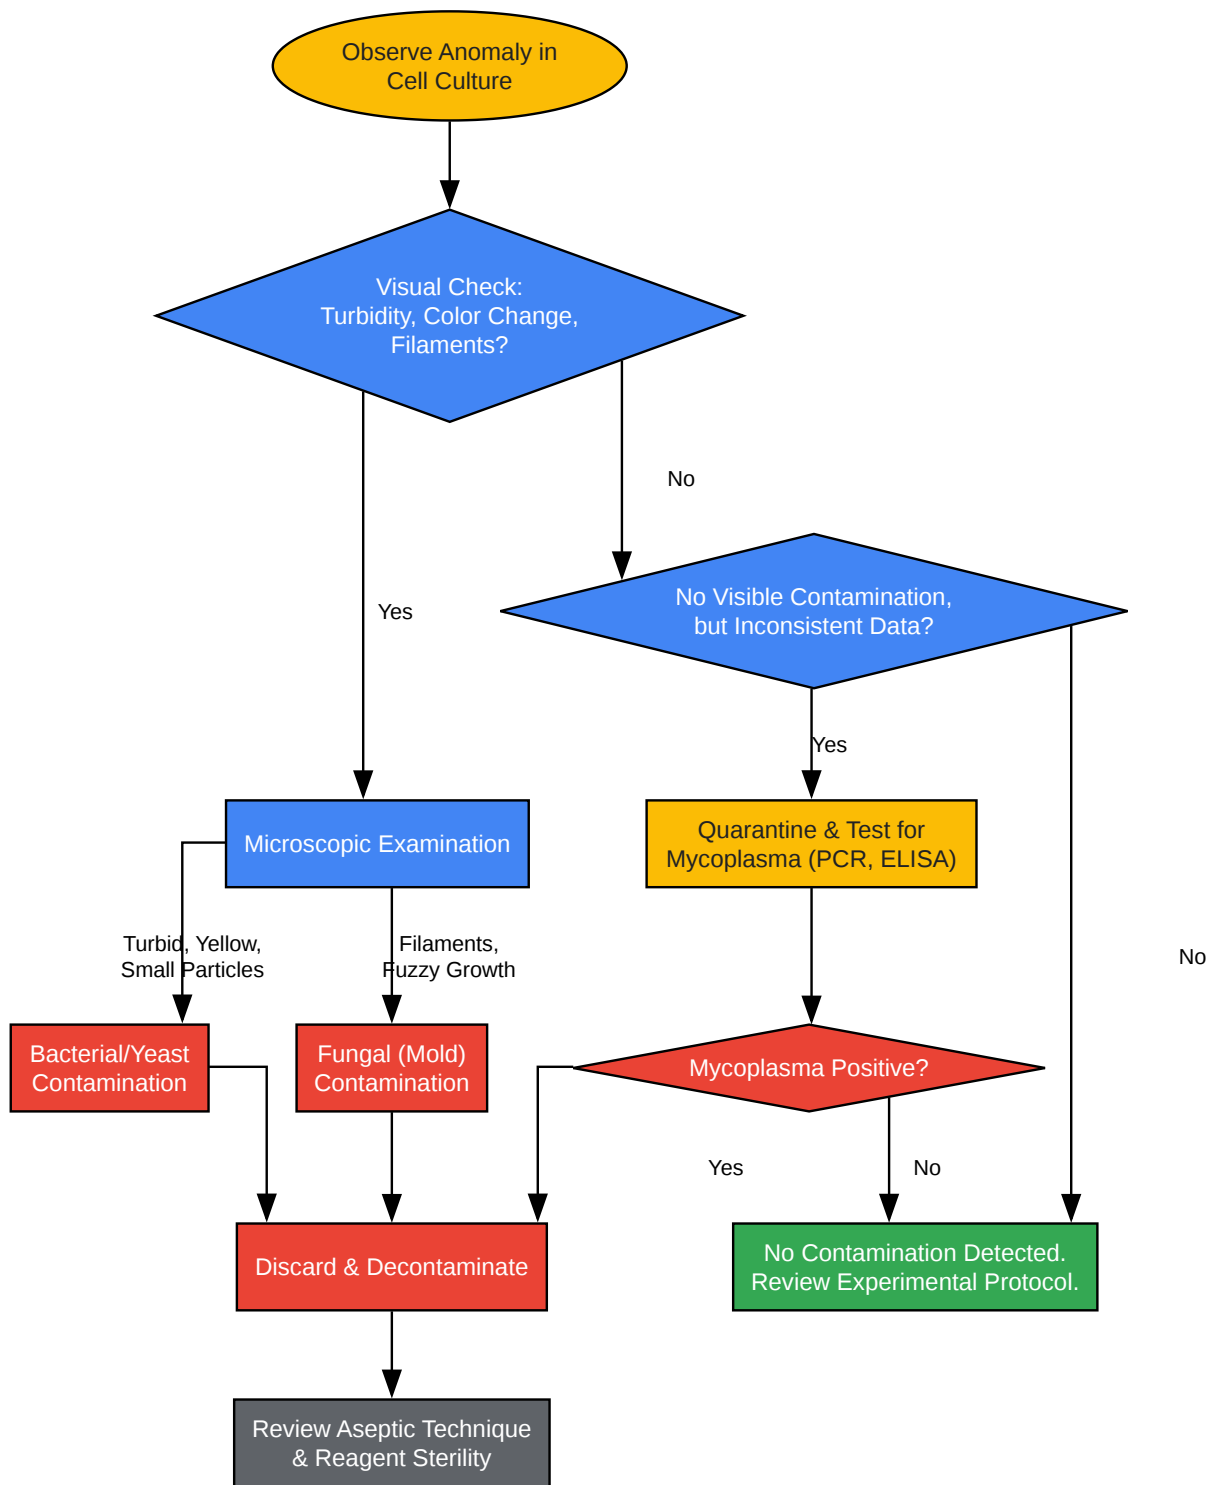 Observe Anomaly in
Cell Culture
Visual Check:
Turbidity, Color Change,
Filaments?
No
No Visible Contamination,
but Inconsistent Data?
Yes
Yes
Microscopic Examination
Quarantine & Test for
Mycoplasma (PCR, ELISA)
Turbid, Yellow,
Small Particles
Filaments,
Fuzzy Growth
No
Bacterial/Yeast
Contamination
Fungal (Mold)
Contamination
Mycoplasma Positive?
Yes
No
Discard & Decontaminate
No Contamination Detected.
Review Experimental Protocol.
Review Aseptic Technique
& Reagent Sterility